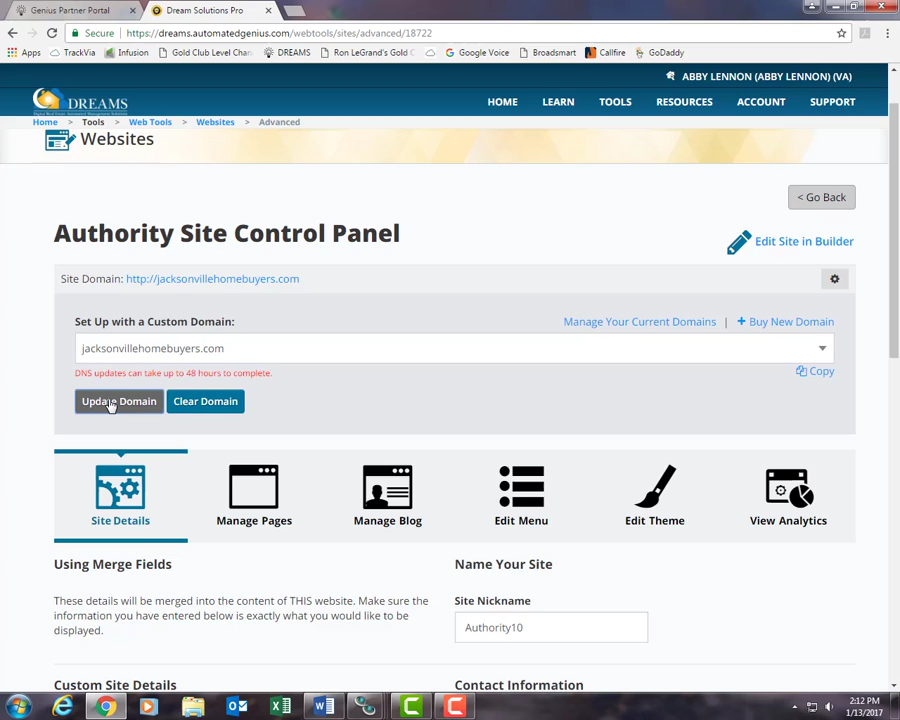 Genius Partner Portal
Dream Solutions Pro
Secure
https://dreams.automatedgenius.com/webtools/sites/advanced/18722
Apps
TrackVia
Infusion
Gold Club Level Chan
DREAMS
Ron LeGrand's Gold C
Google Voice
Broadsmart
Callfire
GoDaddy
ABBY LENNON (ABBY LENNON) (VA)
DREAMS
HOME LEARN TOOLS RESOURCES ACCOUNT SUPPORT
Home > Tools > Web Tools > Websites > Advanced
Websites
< Go Back
Authority Site Control Panel
Edit Site in Builder
Site Domain: http://jacksonvillehomebuyers.com
Set Up with a Custom Domain:
Manage Your Current Domains | + Buy New Domain
jacksonvillehomebuyers.com
DNS updates can take up to 48 hours to complete.
Copy
Update Domain
Clear Domain
Site Details
Manage Pages
Manage Blog
Edit Menu
Edit Theme
View Analytics
Using Merge Fields
Name Your Site
These details will be merged into the content of THIS website. Make sure the
information you have entered below is exactly what you would like to be
displayed.
Site Nickname
Authority10
Custom Site Details
Contact Information
2:12 PM
1/13/2017